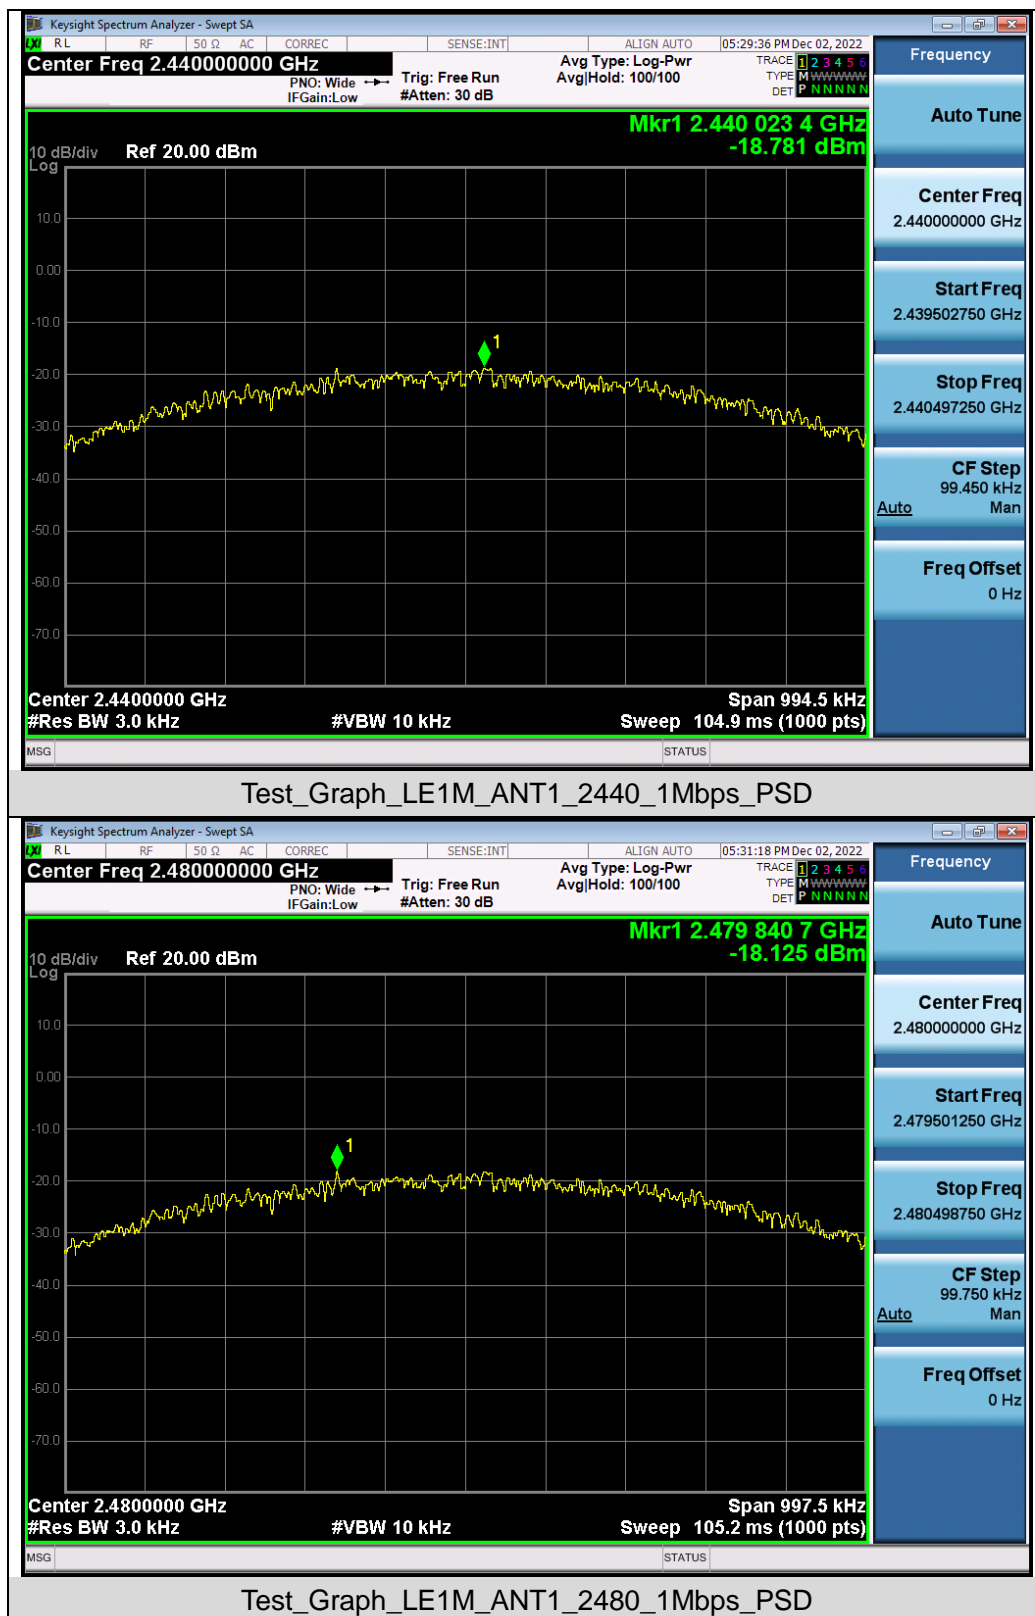 Keysight Spectrum Analyzer - Swept SA
LXI RL RF 50 Ω AC CORREC SENSE:INT ALIGN AUTO 05:29:36 PM Dec 02, 2022
Center Freq 2.440000000 GHz
PNO: Wide
IFGain:Low
Trig: Free Run
#Atten: 30 dB
Avg Type: Log-Pwr
Avg|Hold: 100/100
TRACE 1 2 3 4 5 6
TYPE M WWWWW
DET P N N N N N
Mkr1 2.440 023 4 GHz
-18.781 dBm
10 dB/div Ref 20.00 dBm
Log
10.0
0.00
-10.0
-20.0
-30.0
-40.0
-50.0
-60.0
-70.0
1
Center 2.4400000 GHz Span 994.5 kHz
#Res BW 3.0 kHz #VBW 10 kHz Sweep 104.9 ms (1000 pts)
MSG STATUS
Frequency
Auto Tune
Center Freq
2.440000000 GHz
Start Freq
2.439502750 GHz
Stop Freq
2.440497250 GHz
CF Step
99.450 kHz
Auto Man
Freq Offset
0 Hz
Test_Graph_LE1M_ANT1_2440_1Mbps_PSD
Keysight Spectrum Analyzer - Swept SA
LXI RL RF 50 Ω AC CORREC SENSE:INT ALIGN AUTO 05:31:18 PM Dec 02, 2022
Center Freq 2.480000000 GHz
PNO: Wide
IFGain:Low
Trig: Free Run
#Atten: 30 dB
Avg Type: Log-Pwr
Avg|Hold: 100/100
TRACE 1 2 3 4 5 6
TYPE M WWWWW
DET P N N N N N
Mkr1 2.479 840 7 GHz
-18.125 dBm
10 dB/div Ref 20.00 dBm
Log
10.0
0.00
-10.0
-20.0
-30.0
-40.0
-50.0
-60.0
-70.0
1
Center 2.4800000 GHz Span 997.5 kHz
#Res BW 3.0 kHz #VBW 10 kHz Sweep 105.2 ms (1000 pts)
MSG STATUS
Frequency
Auto Tune
Center Freq
2.480000000 GHz
Start Freq
2.479501250 GHz
Stop Freq
2.480498750 GHz
CF Step
99.750 kHz
Auto Man
Freq Offset
0 Hz
Test_Graph_LE1M_ANT1_2480_1Mbps_PSD